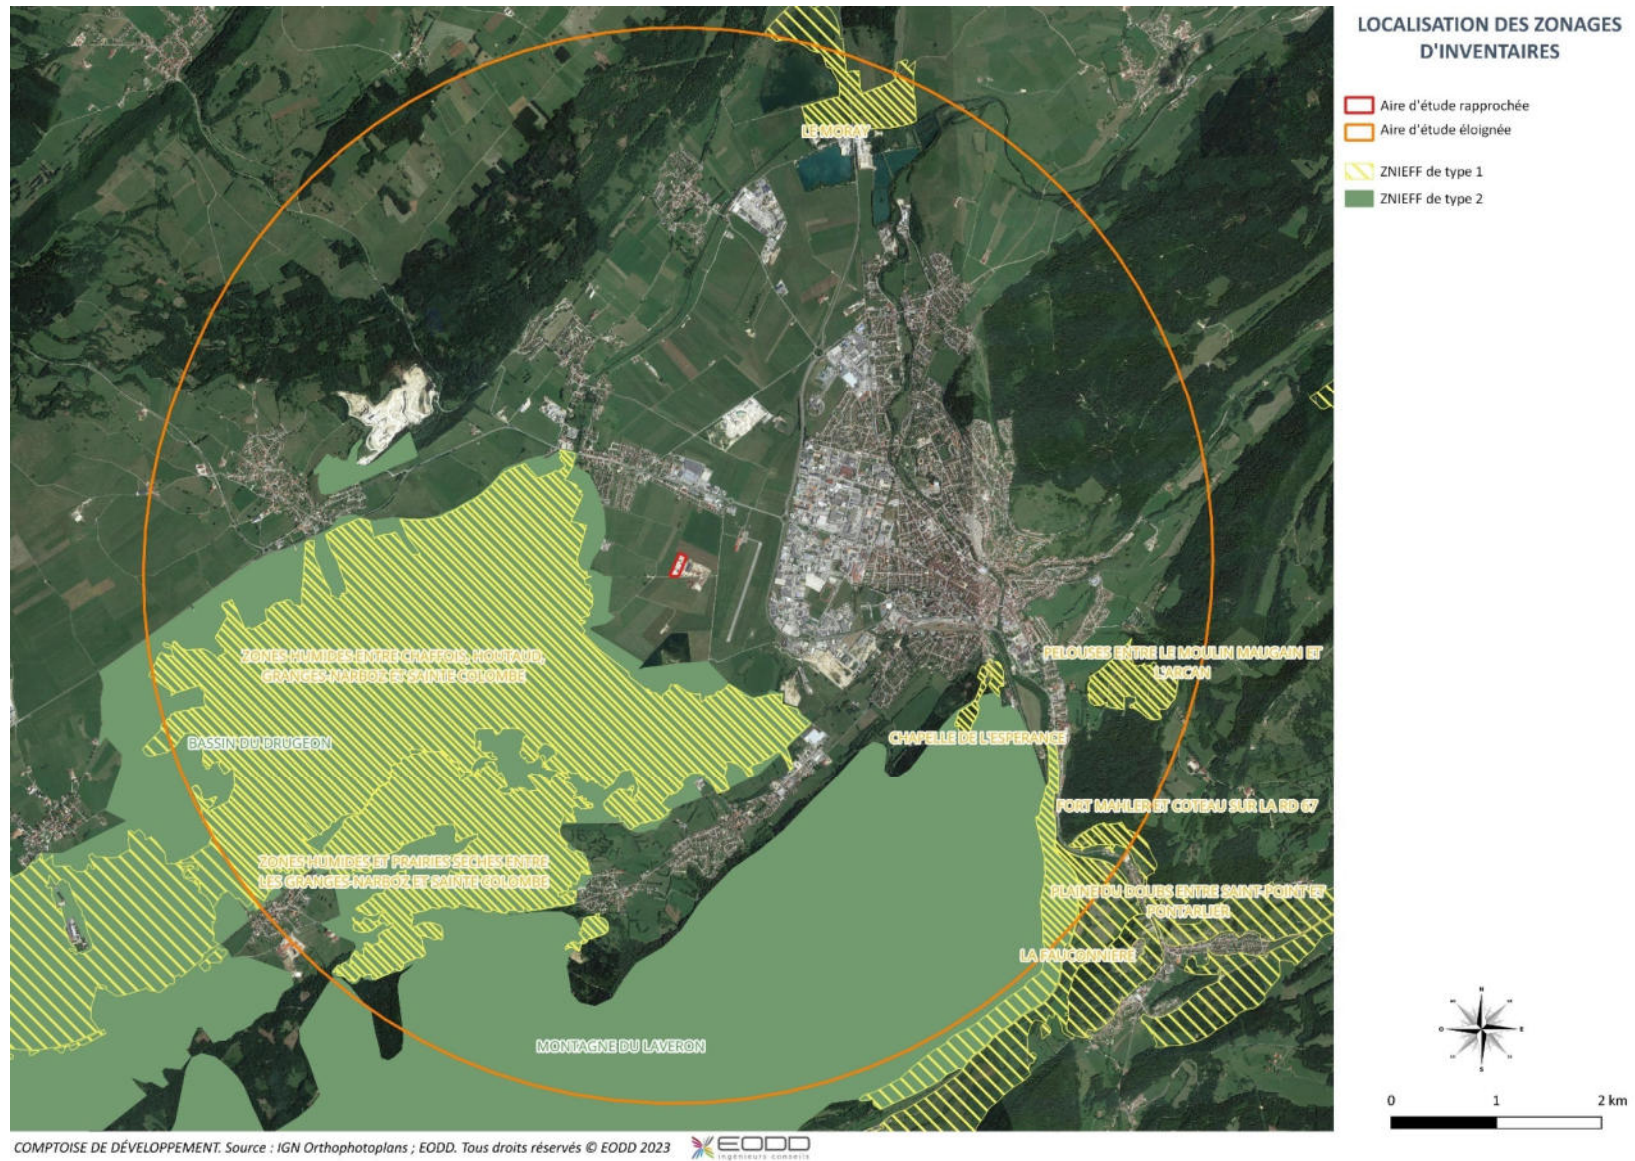 LOCALISATION DES ZONAGES
D'INVENTAIRES
Aire d'étude rapprochée
Aire d'étude éloignée
ZNIEFF de type 1
ZNIEFF de type 2
LE MORAY
ZONES HUMIDES ENTRE CHAFFOIS, HOUTAUD,
GRANGES-NARBOZ ET SAINTE COLOMBE
PELOUSES ENTRE LE MOULIN MAUGAIN ET
L'ARCAN
BASSIN DU DRUGEON
CHAPELLE DE L'ESPERANCE
FORT MAHLER ET COTEAU SUR LA RD 67
ZONES HUMIDES ET PRAIRIES SECHES ENTRE
LES GRANGES-NARBOZ ET SAINTE COLOMBE
PLAINE DU DOUBS ENTRE SAINT-POINT ET
PONTARLIER
LA FAUCONNIERE
MONTAGNE DU LAVERON
N
O
E
S
0 1 2 km
COMPTOISE DE DÉVELOPPEMENT. Source : IGN Orthophotoplans ; EODD. Tous droits réservés © EODD 2023
EODD
ingénieurs conseils